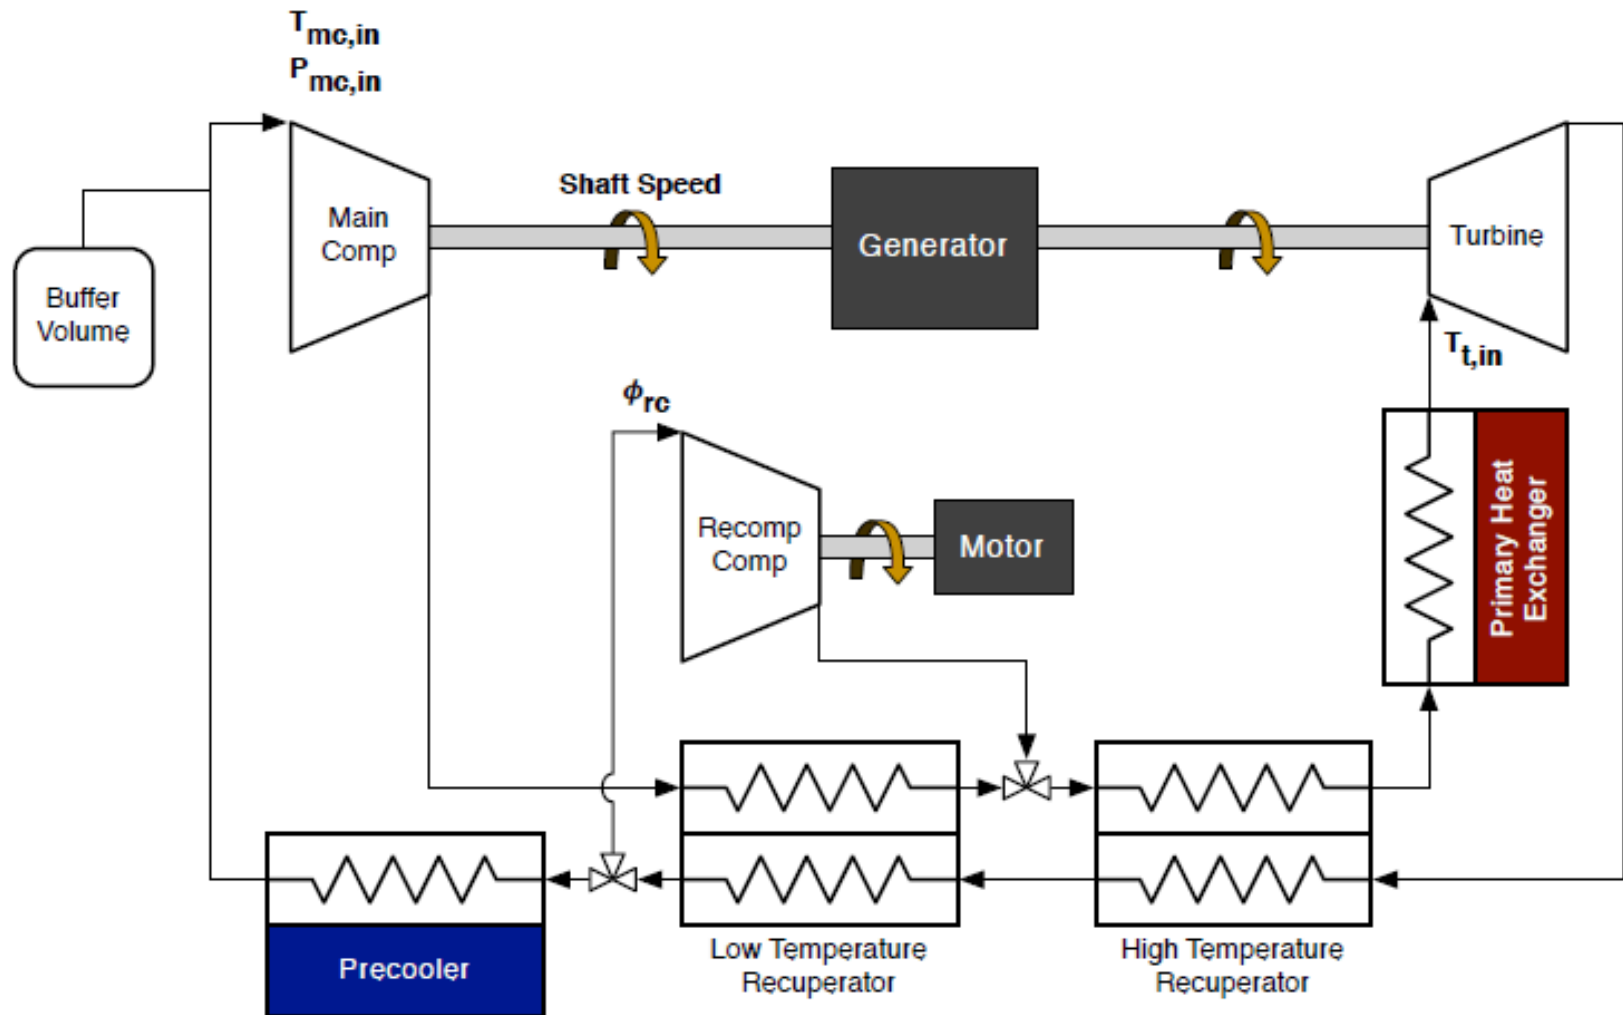 T mc,in
P mc,in
Shaft Speed
Main
Comp
Generator
Turbine
Buffer
Volume
T t,in
ϕ rc
Recomp
Comp
Motor
Primary Heat
Exchanger
Precooler
Low Temperature
Recuperator
High Temperature
Recuperator